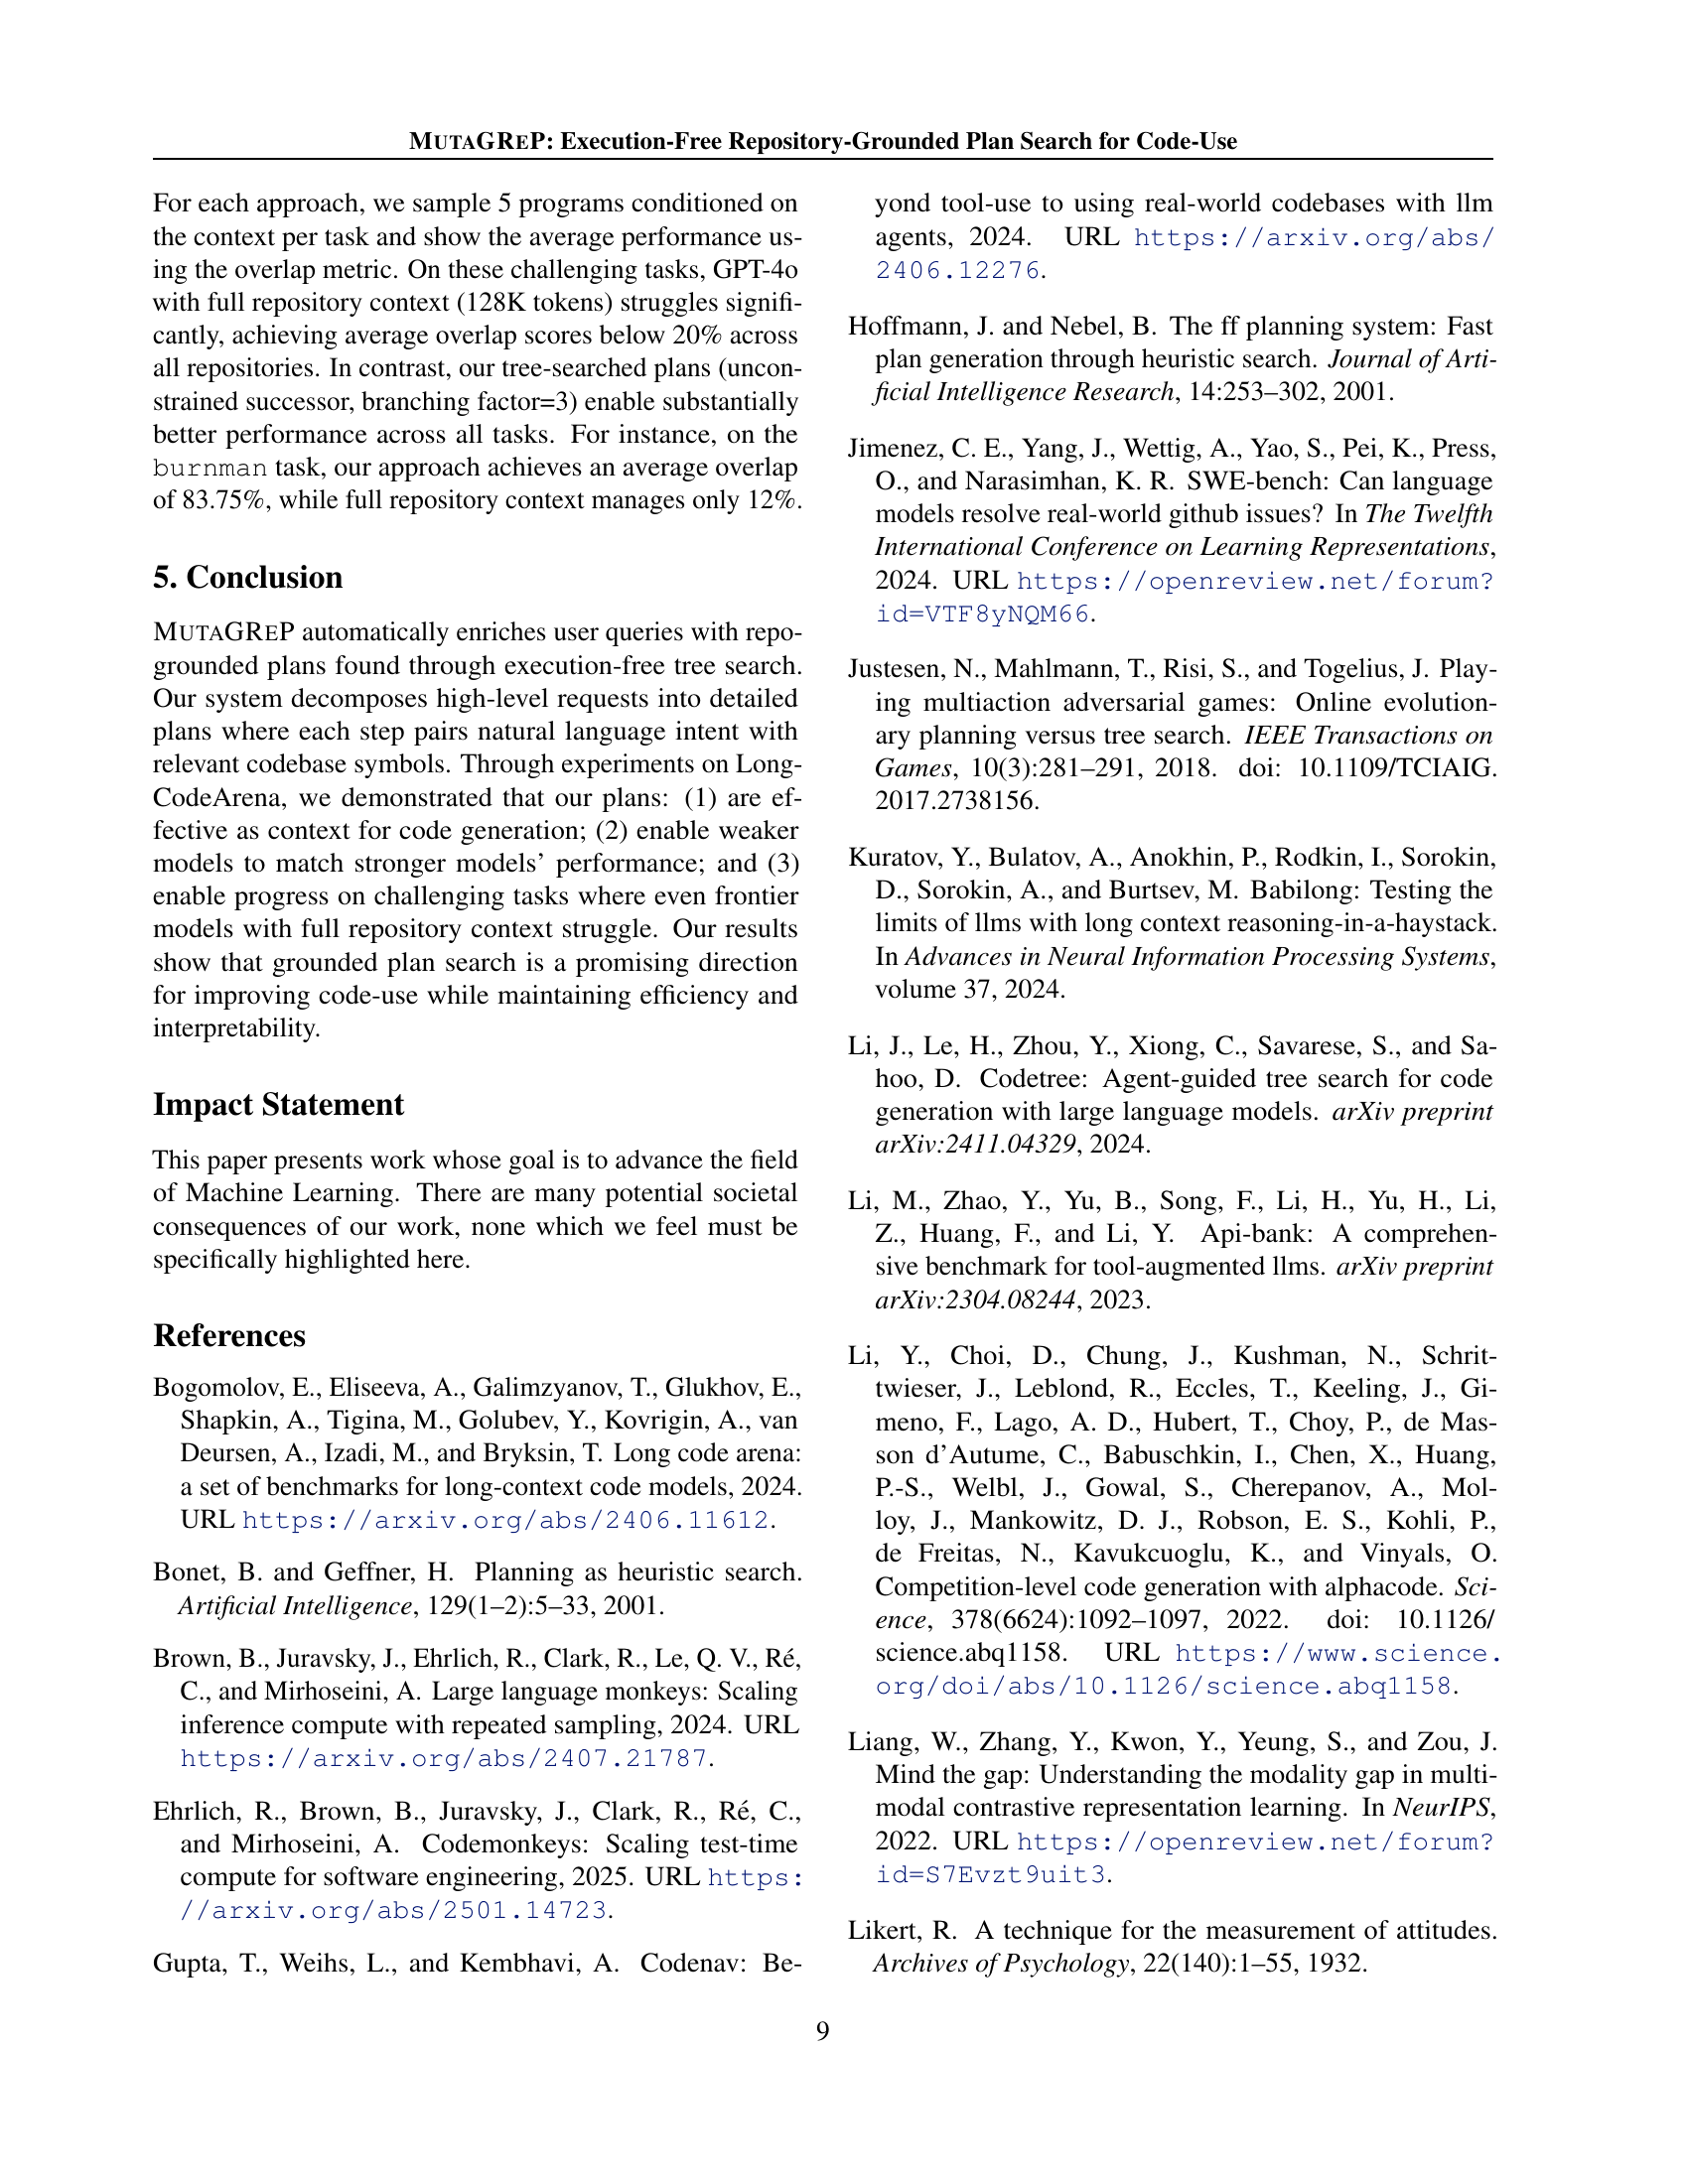 MUTAGREP: Execution-Free Repository-Grounded Plan Search for Code-Use
For each approach, we sample 5 programs conditioned on
the context per task and show the average performance us-
ing the overlap metric. On these challenging tasks, GPT-4o
with full repository context (128K tokens) struggles signifi-
cantly, achieving average overlap scores below 20% across
all repositories. In contrast, our tree-searched plans (uncon-
strained successor, branching factor=3) enable substantially
better performance across all tasks. For instance, on the
burnman task, our approach achieves an average overlap
of 83.75%, while full repository context manages only 12%.
5. Conclusion
MUTAGREP automatically enriches user queries with repo-
grounded plans found through execution-free tree search.
Our system decomposes high-level requests into detailed
plans where each step pairs natural language intent with
relevant codebase symbols. Through experiments on Long-
CodeArena, we demonstrated that our plans: (1) are ef-
fective as context for code generation; (2) enable weaker
models to match stronger models’ performance; and (3)
enable progress on challenging tasks where even frontier
models with full repository context struggle. Our results
show that grounded plan search is a promising direction
for improving code-use while maintaining efficiency and
interpretability.
Impact Statement
This paper presents work whose goal is to advance the field
of Machine Learning. There are many potential societal
consequences of our work, none which we feel must be
specifically highlighted here.
References
Bogomolov, E., Eliseeva, A., Galimzyanov, T., Glukhov, E.,
Shapkin, A., Tigina, M., Golubev, Y., Kovrigin, A., van
Deursen, A., Izadi, M., and Bryksin, T. Long code arena:
a set of benchmarks for long-context code models, 2024.
URL https://arxiv.org/abs/2406.11612.
Bonet, B. and Geffner, H. Planning as heuristic search.
Artificial Intelligence, 129(1–2):5–33, 2001.
Brown, B., Juravsky, J., Ehrlich, R., Clark, R., Le, Q. V., Ré,
C., and Mirhoseini, A. Large language monkeys: Scaling
inference compute with repeated sampling, 2024. URL
https://arxiv.org/abs/2407.21787.
Ehrlich, R., Brown, B., Juravsky, J., Clark, R., Ré, C.,
and Mirhoseini, A. Codemonkeys: Scaling test-time
compute for software engineering, 2025. URL https:
//arxiv.org/abs/2501.14723.
Gupta, T., Weihs, L., and Kembhavi, A. Codenav: Be-
yond tool-use to using real-world codebases with llm
agents, 2024. URL https://arxiv.org/abs/
2406.12276.
Hoffmann, J. and Nebel, B. The ff planning system: Fast
plan generation through heuristic search. Journal of Arti-
ficial Intelligence Research, 14:253–302, 2001.
Jimenez, C. E., Yang, J., Wettig, A., Yao, S., Pei, K., Press,
O., and Narasimhan, K. R. SWE-bench: Can language
models resolve real-world github issues? In The Twelfth
International Conference on Learning Representations,
2024. URL https://openreview.net/forum?
id=VTF8yNQM66.
Justesen, N., Mahlmann, T., Risi, S., and Togelius, J. Play-
ing multiaction adversarial games: Online evolution-
ary planning versus tree search. IEEE Transactions on
Games, 10(3):281–291, 2018. doi: 10.1109/TCIAIG.
2017.2738156.
Kuratov, Y., Bulatov, A., Anokhin, P., Rodkin, I., Sorokin,
D., Sorokin, A., and Burtsev, M. Babilong: Testing the
limits of llms with long context reasoning-in-a-haystack.
In Advances in Neural Information Processing Systems,
volume 37, 2024.
Li, J., Le, H., Zhou, Y., Xiong, C., Savarese, S., and Sa-
hoo, D. Codetree: Agent-guided tree search for code
generation with large language models. arXiv preprint
arXiv:2411.04329, 2024.
Li, M., Zhao, Y., Yu, B., Song, F., Li, H., Yu, H., Li,
Z., Huang, F., and Li, Y. Api-bank: A comprehen-
sive benchmark for tool-augmented llms. arXiv preprint
arXiv:2304.08244, 2023.
Li, Y., Choi, D., Chung, J., Kushman, N., Schrit-
twieser, J., Leblond, R., Eccles, T., Keeling, J., Gi-
meno, F., Lago, A. D., Hubert, T., Choy, P., de Mas-
son d’Autume, C., Babuschkin, I., Chen, X., Huang,
P.-S., Welbl, J., Gowal, S., Cherepanov, A., Mol-
loy, J., Mankowitz, D. J., Robson, E. S., Kohli, P.,
de Freitas, N., Kavukcuoglu, K., and Vinyals, O.
Competition-level code generation with alphacode. Sci-
ence, 378(6624):1092–1097, 2022. doi: 10.1126/
science.abq1158. URL https://www.science.
org/doi/abs/10.1126/science.abq1158.
Liang, W., Zhang, Y., Kwon, Y., Yeung, S., and Zou, J.
Mind the gap: Understanding the modality gap in multi-
modal contrastive representation learning. In NeurIPS,
2022. URL https://openreview.net/forum?
id=S7Evzt9uit3.
Likert, R. A technique for the measurement of attitudes.
Archives of Psychology, 22(140):1–55, 1932.
9